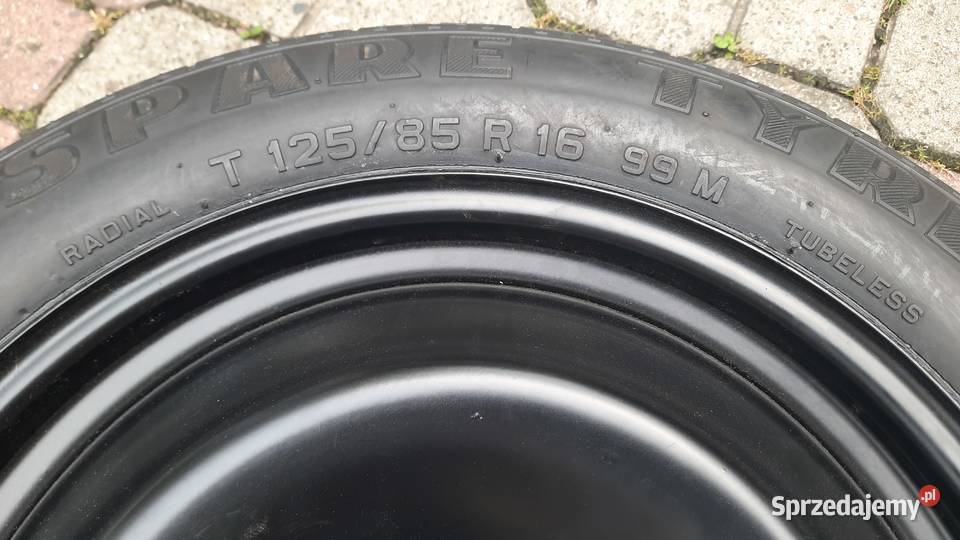 SPARE TYRE
T 125/85 R 16 99 M
RADIAL
TUBELESS
Sprzedajemy.pl